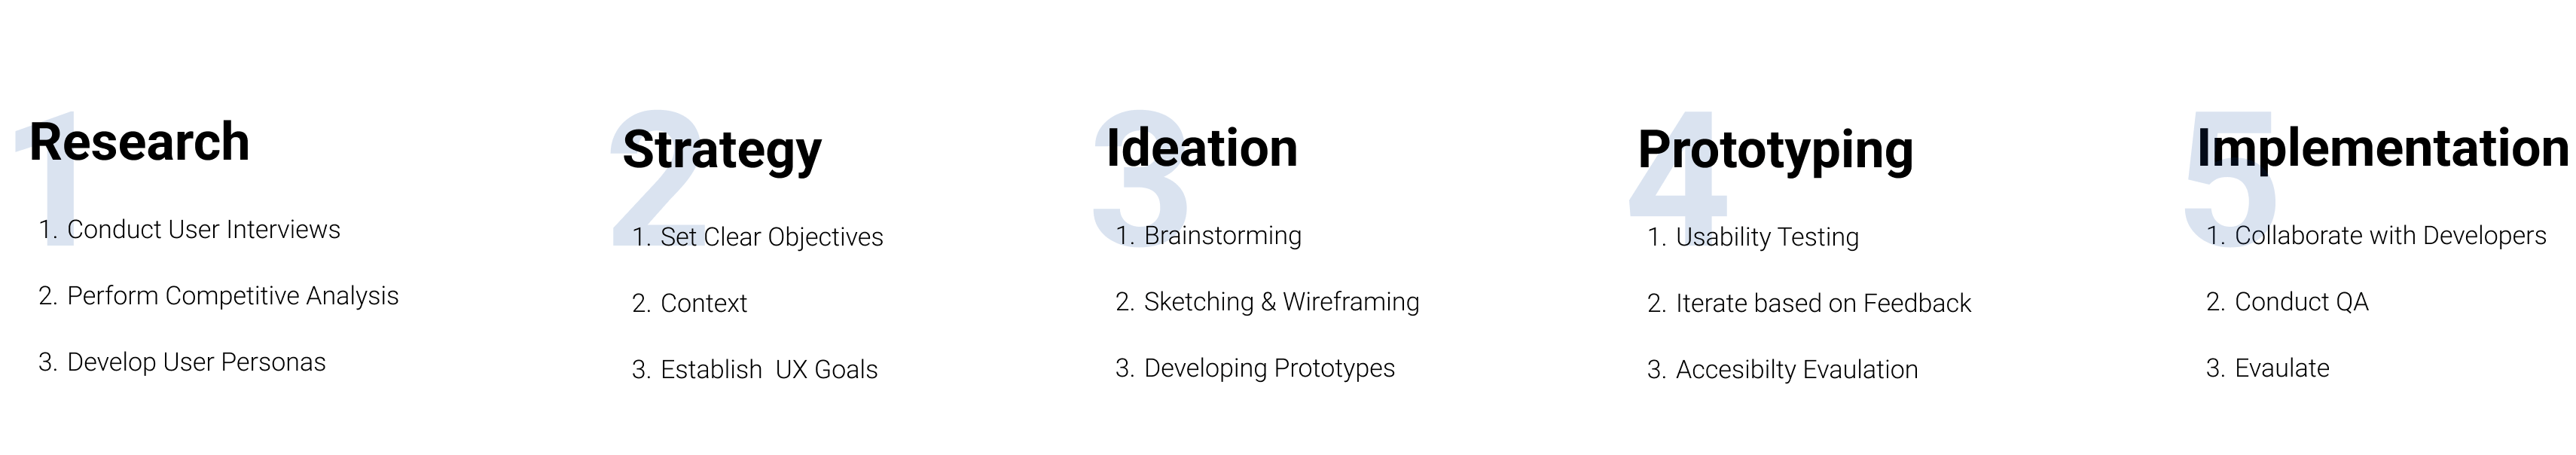 1
Research
1. Conduct User Interviews
2. Perform Competitive Analysis
3. Develop User Personas
2
Strategy
1. Set Clear Objectives
2. Context
3. Establish  UX Goals
3
Ideation
1. Brainstorming
2. Sketching & Wireframing
3. Developing Prototypes
4
Prototyping
1. Usability Testing
2. Iterate based on Feedback
3. Accesibilty Evaulation
5
Implementation
1. Collaborate with Developers
2. Conduct QA
3. Evaulate